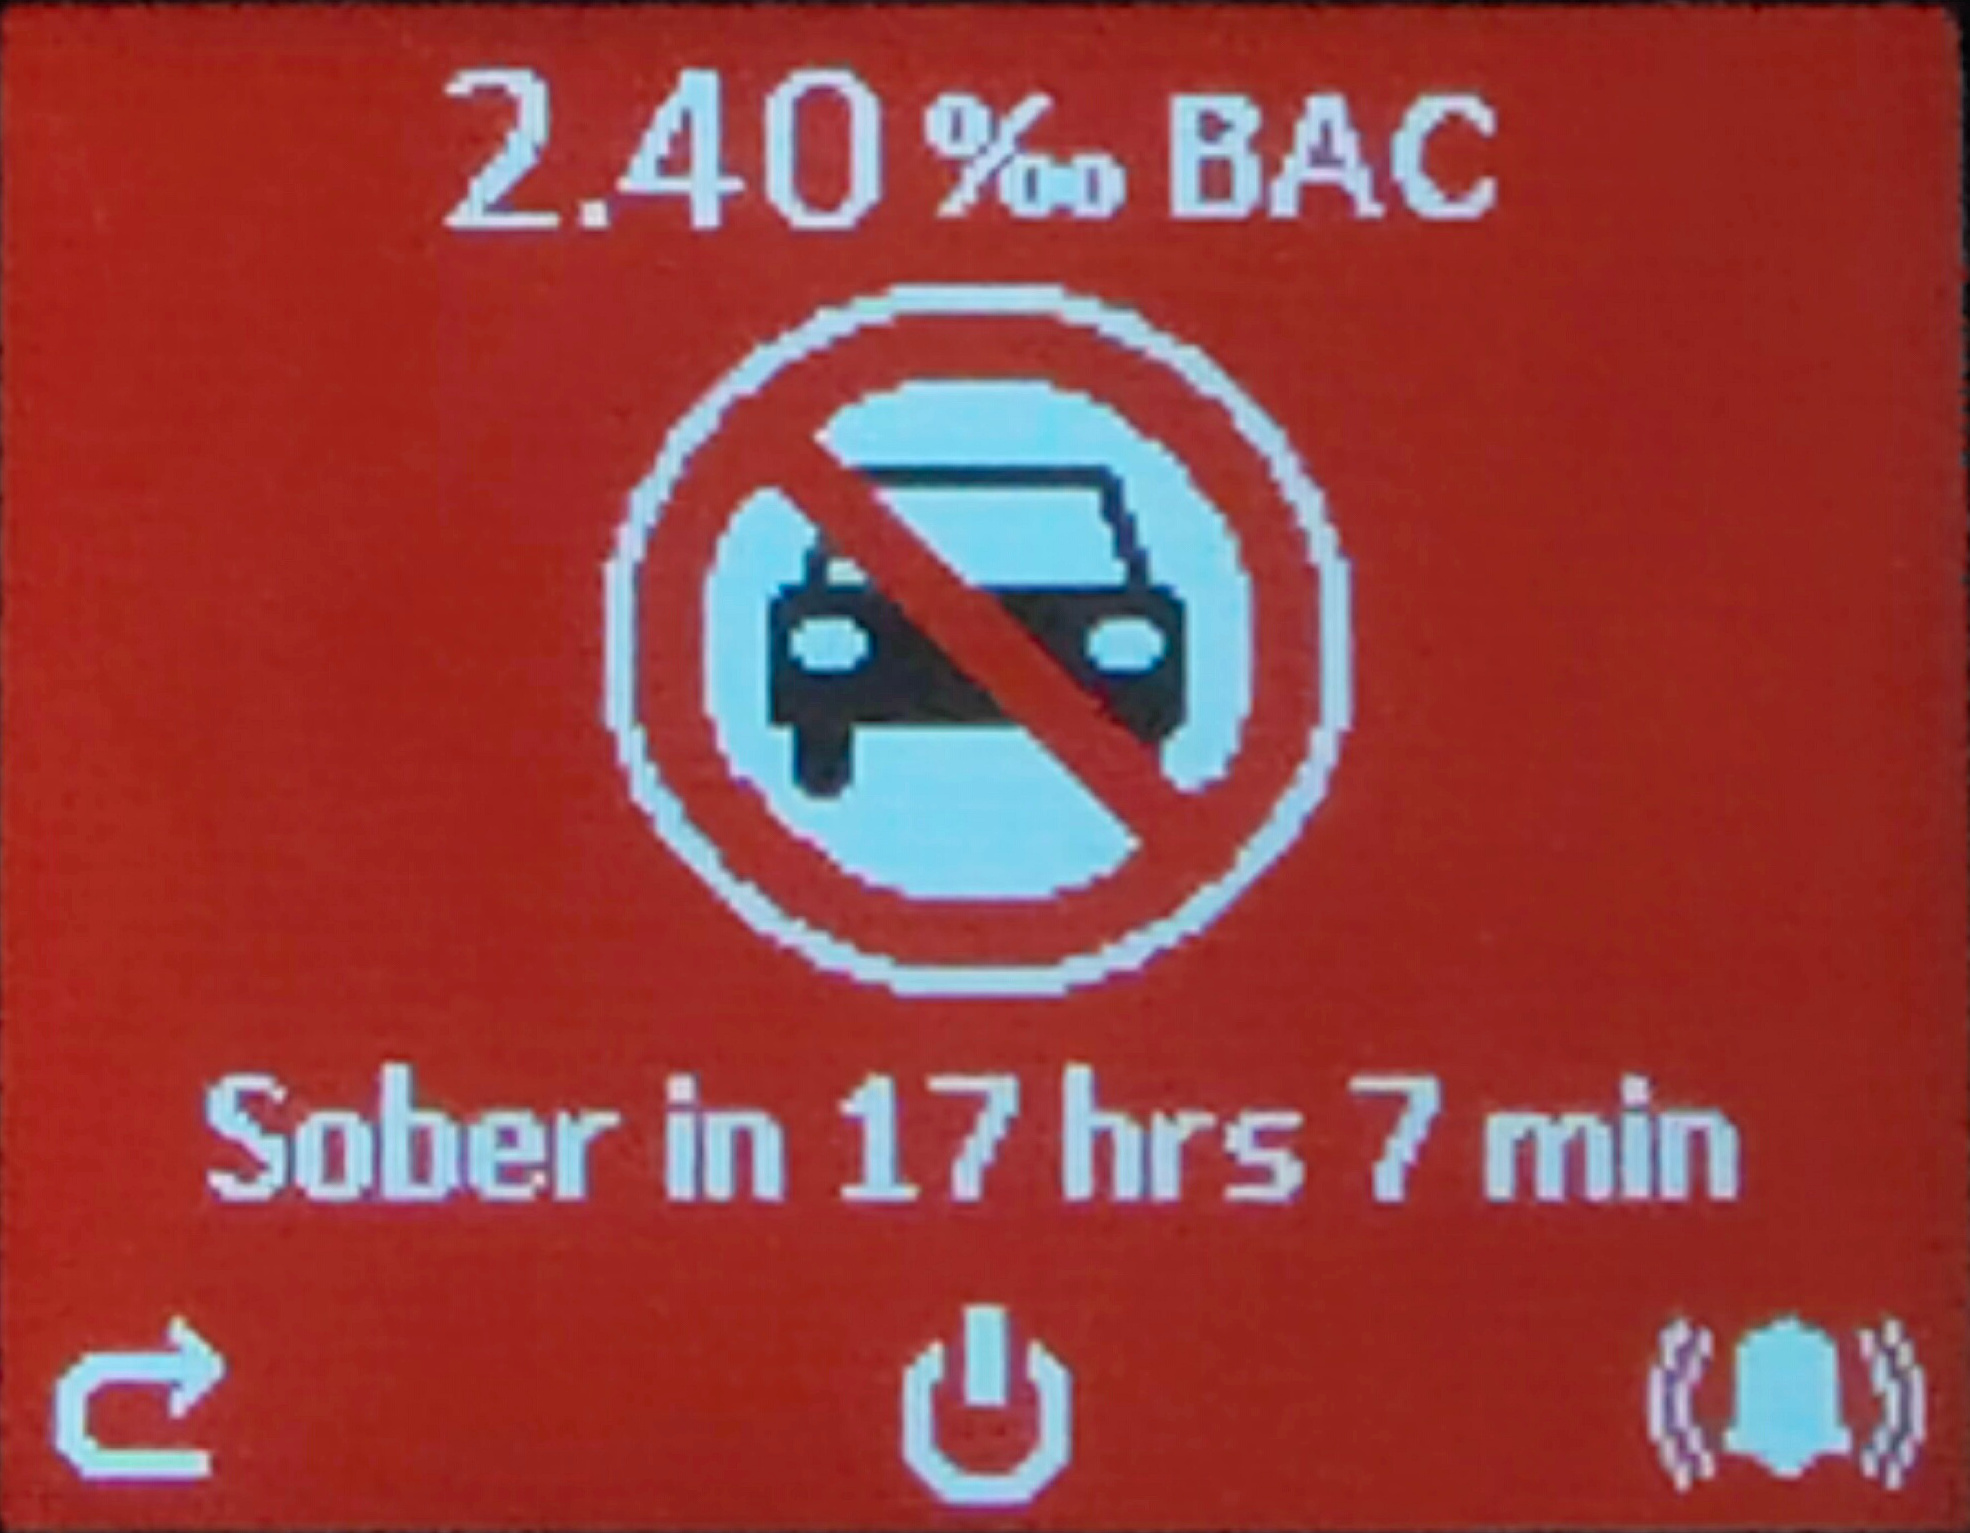 2.40 ‰ BAC
Sober in 17 hrs 7 min